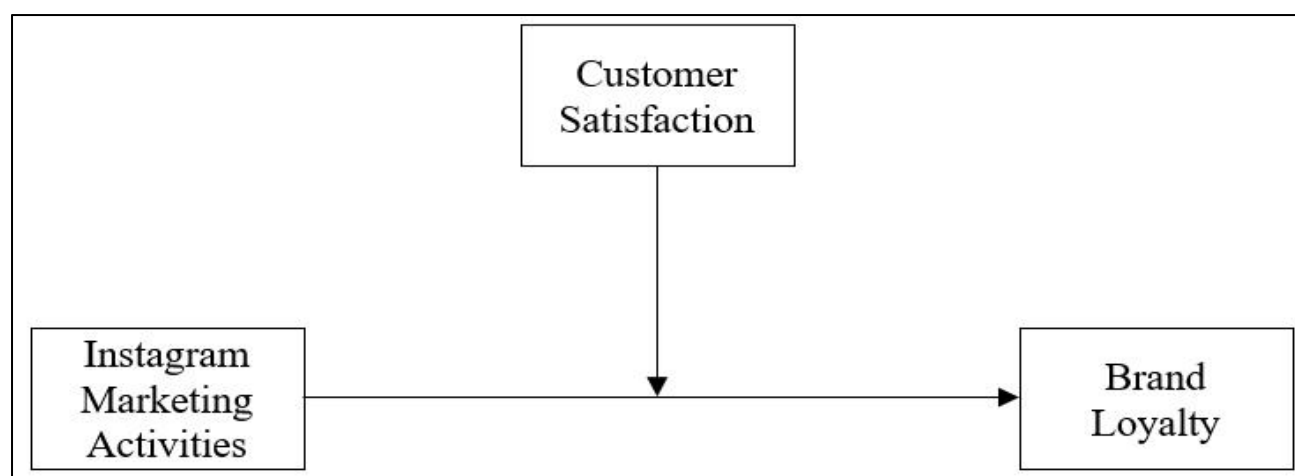 Customer
Satisfaction
Instagram
Marketing
Activities
Brand
Loyalty